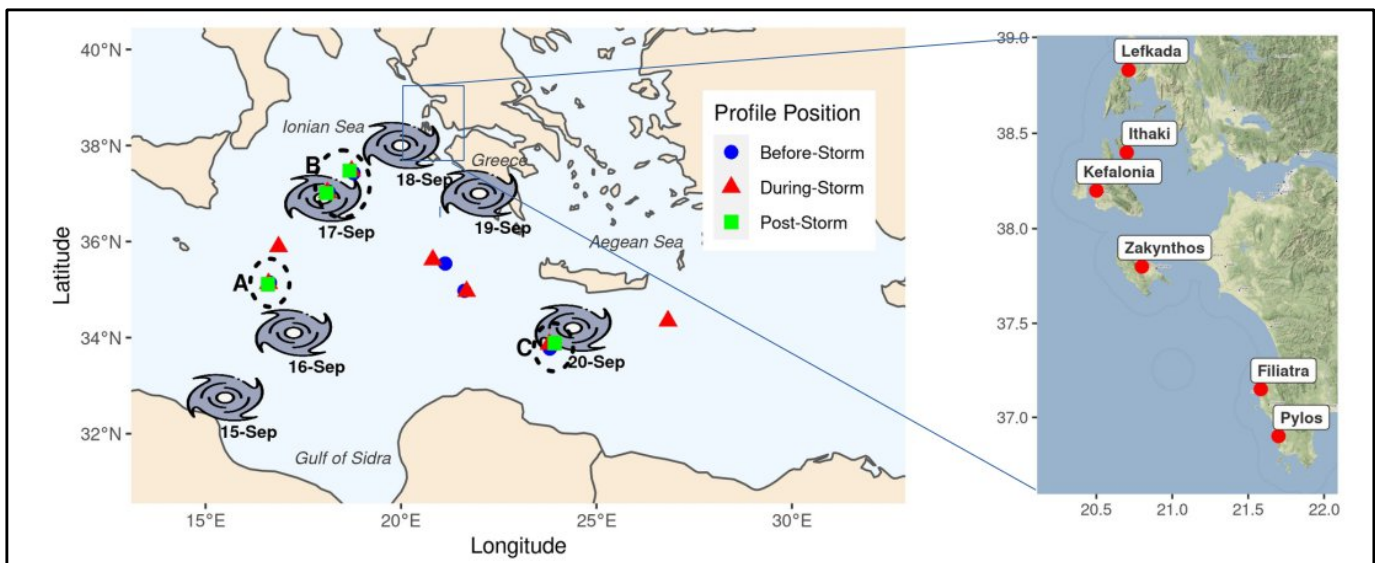 40°N
38°N
36°N
34°N
32°N
Latitude
15°E
20°E
25°E
30°E
Longitude
Ionian Sea
B
18-Sep
Greece
17-Sep
19-Sep
Aegean Sea
A
16-Sep
C
20-Sep
15-Sep
Gulf of Sidra
Profile Position
Before-Storm
During-Storm
Post-Storm
39.0
38.5
38.0
37.5
37.0
Lefkada
Ithaki
Kefalonia
Zakynthos
Filiatra
Pylos
20.5
21.0
21.5
22.0